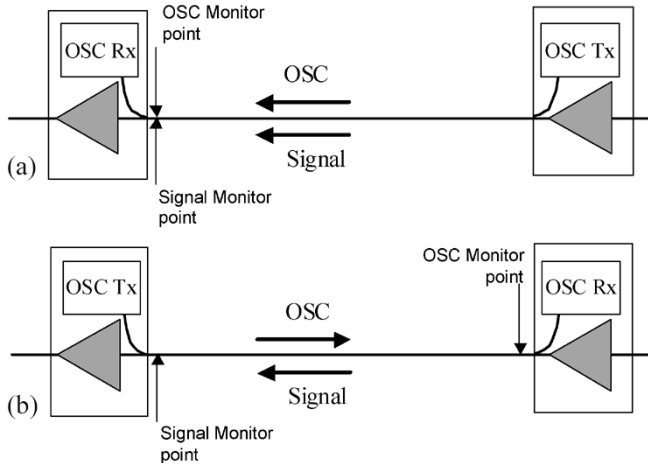 OSC Monitor
point
OSC Rx
OSC Tx
OSC
Signal
(a)
Signal Monitor
point
OSC Monitor
point
OSC Tx
OSC Rx
OSC
Signal
(b)
Signal Monitor
point